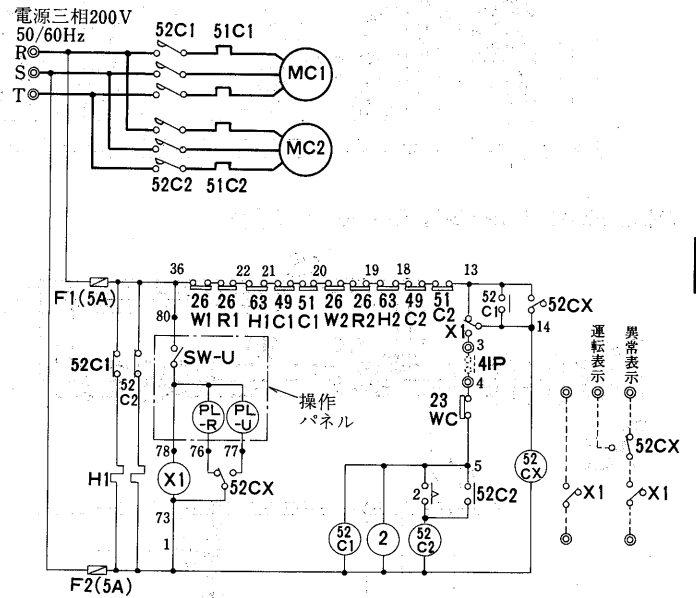 電源三相200V
50/60Hz
R
S
T
52C1 51C1
MC1
MC2
52C2 51C2
36 22 21 20 19 18 13
F1(5A)
26 26 63 49 51 26 26 63 49 51
W1 R1 H1 C1 C1 W2 R2 H2 C2 C2
52
C1
52CX
14
80
X1
3
41P
4
SW-U
52C1
52
C2
操作
パネル
PL
-R
PL
-U
23
WC
運転表示
異常表示
78 76 77
5
52
CX
52CX
H1
X1
52CX
2
52C2
X1
X1
73
1
52
C1
2
52
C2
F2(5A)